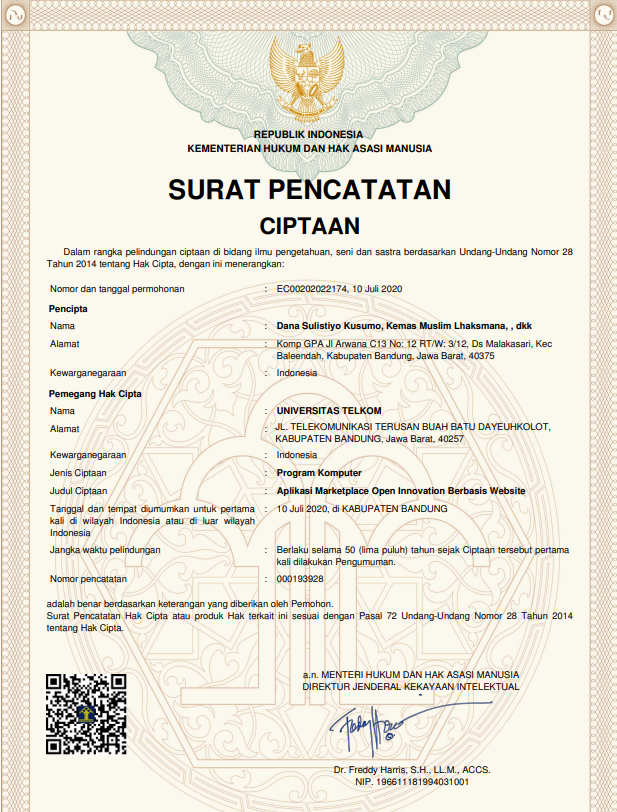 REPUBLIK INDONESIA
KEMENTERIAN HUKUM DAN HAK ASASI MANUSIA
SURAT PENCATATAN
CIPTAAN
Dalam rangka pelindungan ciptaan di bidang ilmu pengetahuan, seni dan sastra berdasarkan Undang-Undang Nomor 28
Tahun 2014 tentang Hak Cipta, dengan ini menerangkan:
Nomor dan tanggal permohonan : EC00202022174, 10 Juli 2020
Pencipta
Nama : Dana Sulistiyo Kusumo, Kemas Muslim Lhaksmana, , dkk
Alamat : Komp GPA Jl Arwana C13 No: 12 RT/W: 3/12, Ds Malakasari, Kec
Baleendah, Kabupaten Bandung, Jawa Barat, 40375
Kewarganegaraan : Indonesia
Pemegang Hak Cipta
Nama : UNIVERSITAS TELKOM
Alamat : JL. TELEKOMUNIKASI TERUSAN BUAH BATU DAYEUHKOLOT,
KABUPATEN BANDUNG, Jawa Barat, 40257
Kewarganegaraan : Indonesia
Jenis Ciptaan : Program Komputer
Judul Ciptaan : Aplikasi Marketplace Open Innovation Berbasis Website
Tanggal dan tempat diumumkan untuk pertama : 10 Juli 2020, di KABUPATEN BANDUNG
kali di wilayah Indonesia atau di luar wilayah
Indonesia
Jangka waktu pelindungan : Berlaku selama 50 (lima puluh) tahun sejak Ciptaan tersebut pertama
kali dilakukan Pengumuman.
Nomor pencatatan : 000193928
adalah benar berdasarkan keterangan yang diberikan oleh Pemohon.
Surat Pencatatan Hak Cipta atau produk Hak terkait ini sesuai dengan Pasal 72 Undang-Undang Nomor 28 Tahun 2014
tentang Hak Cipta.
a.n. MENTERI HUKUM DAN HAK ASASI MANUSIA
DIREKTUR JENDERAL KEKAYAAN INTELEKTUAL
Dr. Freddy Harris, S.H., LL.M., ACCS.
NIP. 196611181994031001